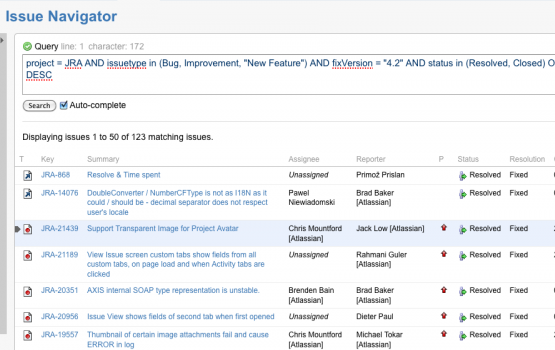 Issue Navigator
Query line: 1 character: 172
project = JRA AND issuetype in (Bug, Improvement, "New Feature") AND fixVersion = "4.2" AND status in (Resolved, Closed) O
DESC
Search Auto-complete
Displaying issues 1 to 50 of 123 matching issues.
T Key Summary Assignee Reporter P Status Resolution
JRA-868 Resolve & Time spent Unassigned Primož Prislan Resolved Fixed
JRA-14076 DoubleConverter / NumberCFType is not as I18N as it Pawel Brad Baker Resolved Fixed
could / should be - decimal separator does not respect Niewiadomski [Atlassian]
user's locale
JRA-21439 Support Transparent Image for Project Avatar Chris Mountford Jack Low [Atlassian] Resolved Fixed
[Atlassian]
JRA-21189 View Issue screen custom tabs show fields from all Unassigned Rahmani Guler Resolved Fixed
custom tabs, on page load and when Activity tabs are [Atlassian]
clicked
JRA-20351 AXIS internal SOAP type representation is unstable. Brenden Bain Brad Baker Resolved Fixed
[Atlassian] [Atlassian]
JRA-20956 Issue View shows fields of second tab when first opened Unassigned Dieter Paul Resolved Fixed
JRA-19557 Thumbnail of certain image attachments fail and cause Chris Mountford Michael Tokar Resolved Fixed
ERROR in log [Atlassian] [Atlassian]